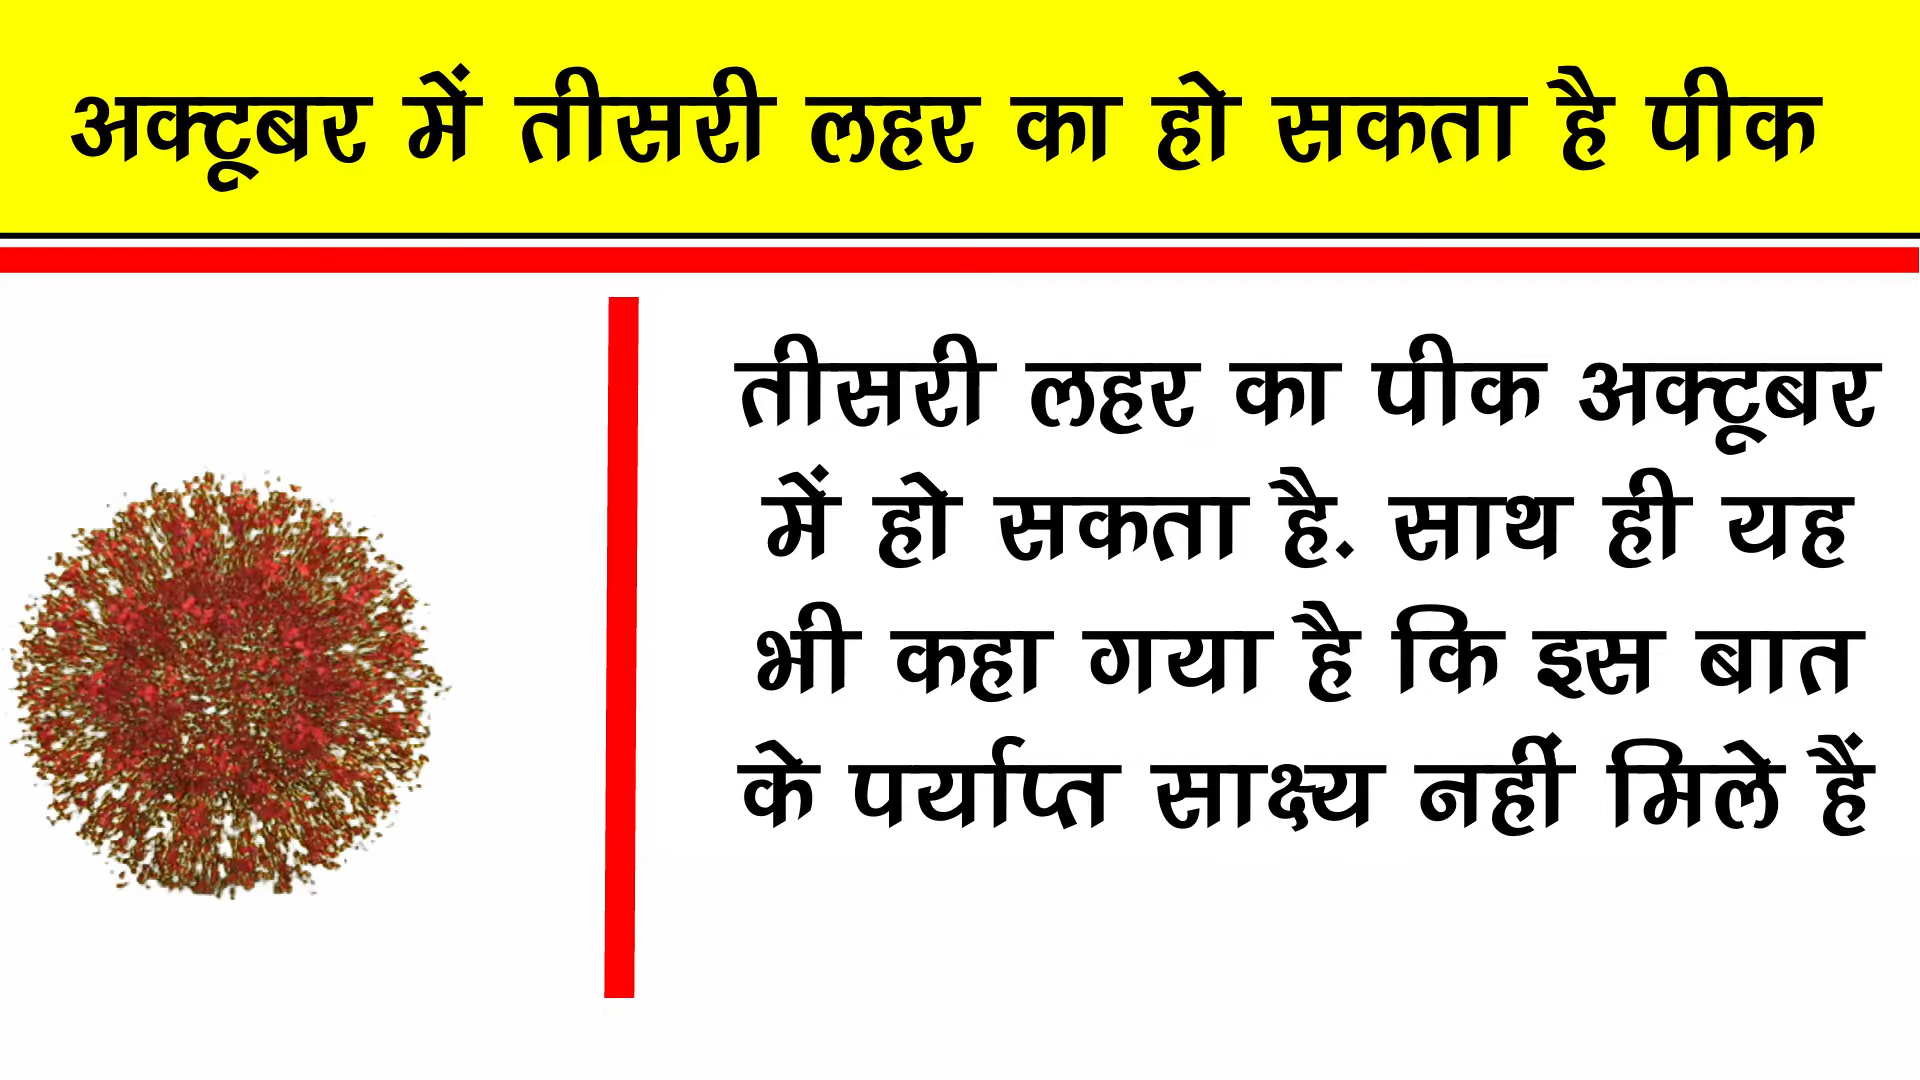 अक्टूबर में तीसरी लहर का हो सकता है पीक
तीसरी लहर का पीक अक्टूबर
में हो सकता है. साथ ही यह
भी कहा गया है कि इस बात
के पर्याप्त साक्ष्य नहीं मिले हैं